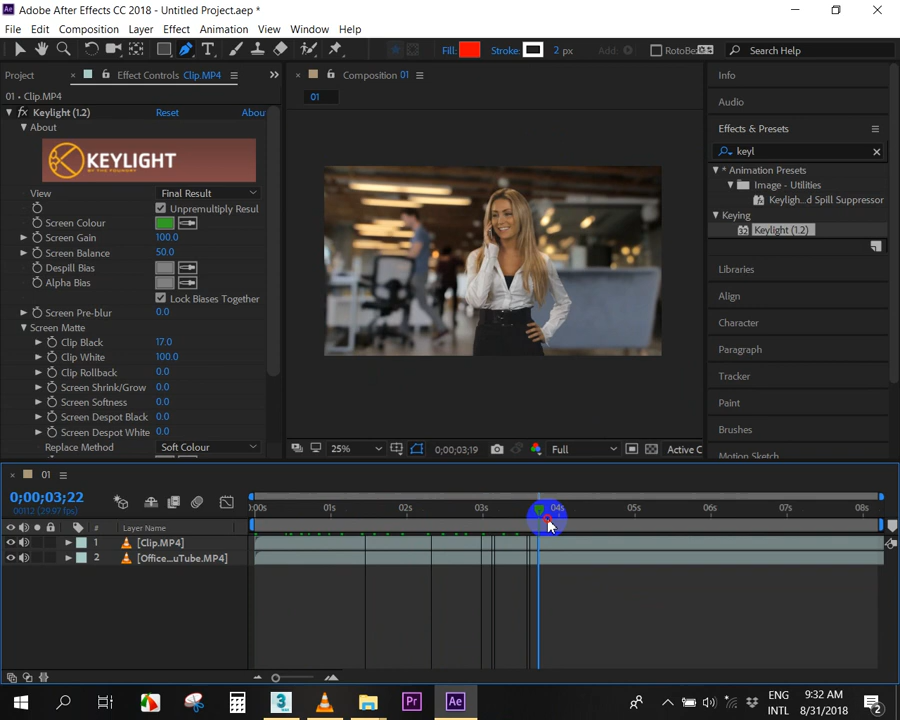 Adobe After Effects CC 2018 - Untitled Project.aep *
File Edit Composition Layer Effect Animation View Window Help
T Fill: Stroke: 2 px Add: RotoBe Search Help
Project × Effect Controls Clip.MP4 ≡ »
01 • Clip.MP4
fx Keylight (1.2) Reset Abou
About
KEYLIGHT
BY THE FOUNDRY
View Final Result
Unpremultiply Resul
Screen Colour
Screen Gain 100.0
Screen Balance 50.0
Despill Bias
Alpha Bias
Lock Biases Together
Screen Pre-blur 0.0
Screen Matte
Clip Black 17.0
Clip White 100.0
Clip Rollback 0.0
Screen Shrink/Grow 0.0
Screen Softness 0.0
Screen Despot Black 0.0
Screen Despot White 0.0
Replace Method Soft Colour
× Composition 01 ≡
01
25% 0;00;03;19 Full Active C
Info
Audio
Effects & Presets ≡
keyl ×
* Animation Presets
Image - Utilities
Keyligh...d Spill Suppressor
Keying
32 Keylight (1.2)
Libraries
Align
Character
Paragraph
Tracker
Paint
Brushes
Motion Sketch
× 01 ≡
0;00;03;22
00112 (29.97 fps)
# Layer Name
1 [Clip.MP4]
2 [Office...uTube.MP4]
):00s 01s 02s 03s 04s 05s 06s 07s 08s
3 Pr Ae
ENG
INTL
9:32 AM
8/31/2018
2